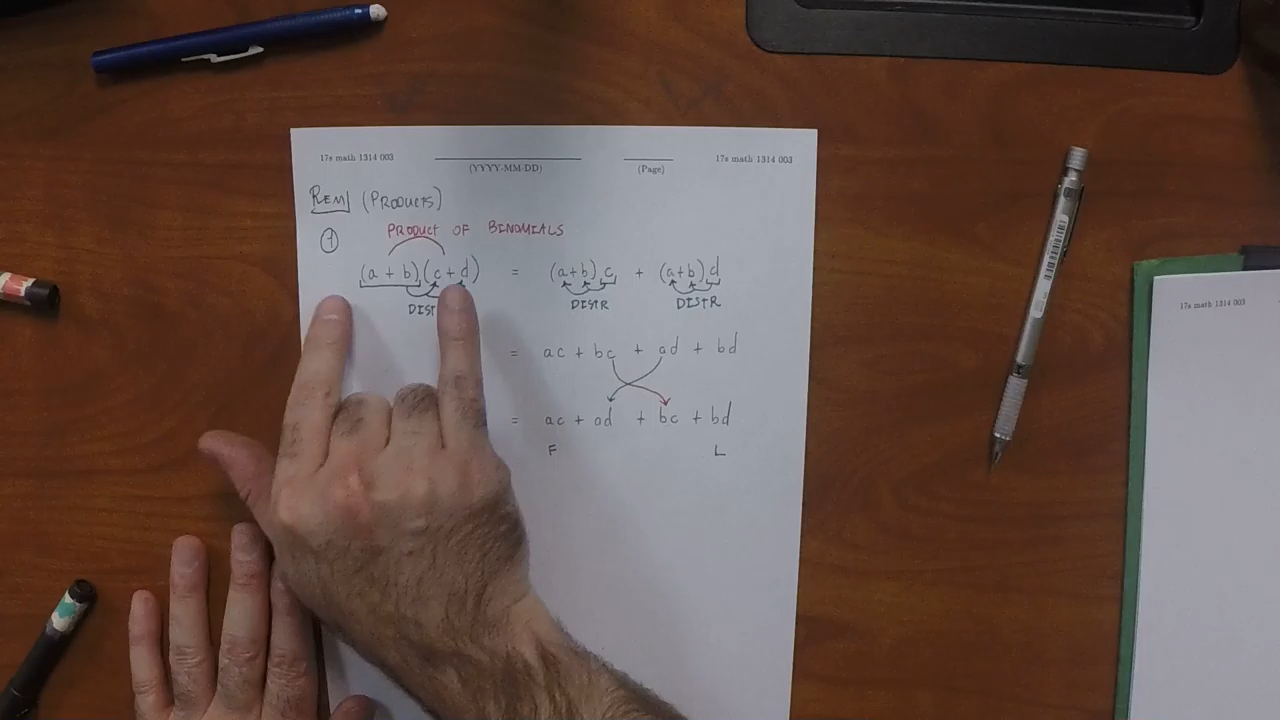 17s math 1314 003 (YYYY-MM-DD) (Page) 17s math 1314 003
REM (PRODUCTS)
PRODUCT OF BINOMIALS
1 (a + b)(c + d) = (a+b)c + (a+b)d
DIST DISTR DISTR
= ac + bc + ad + bd
= ac + ad + bc + bd
F L
17s math 1314 003